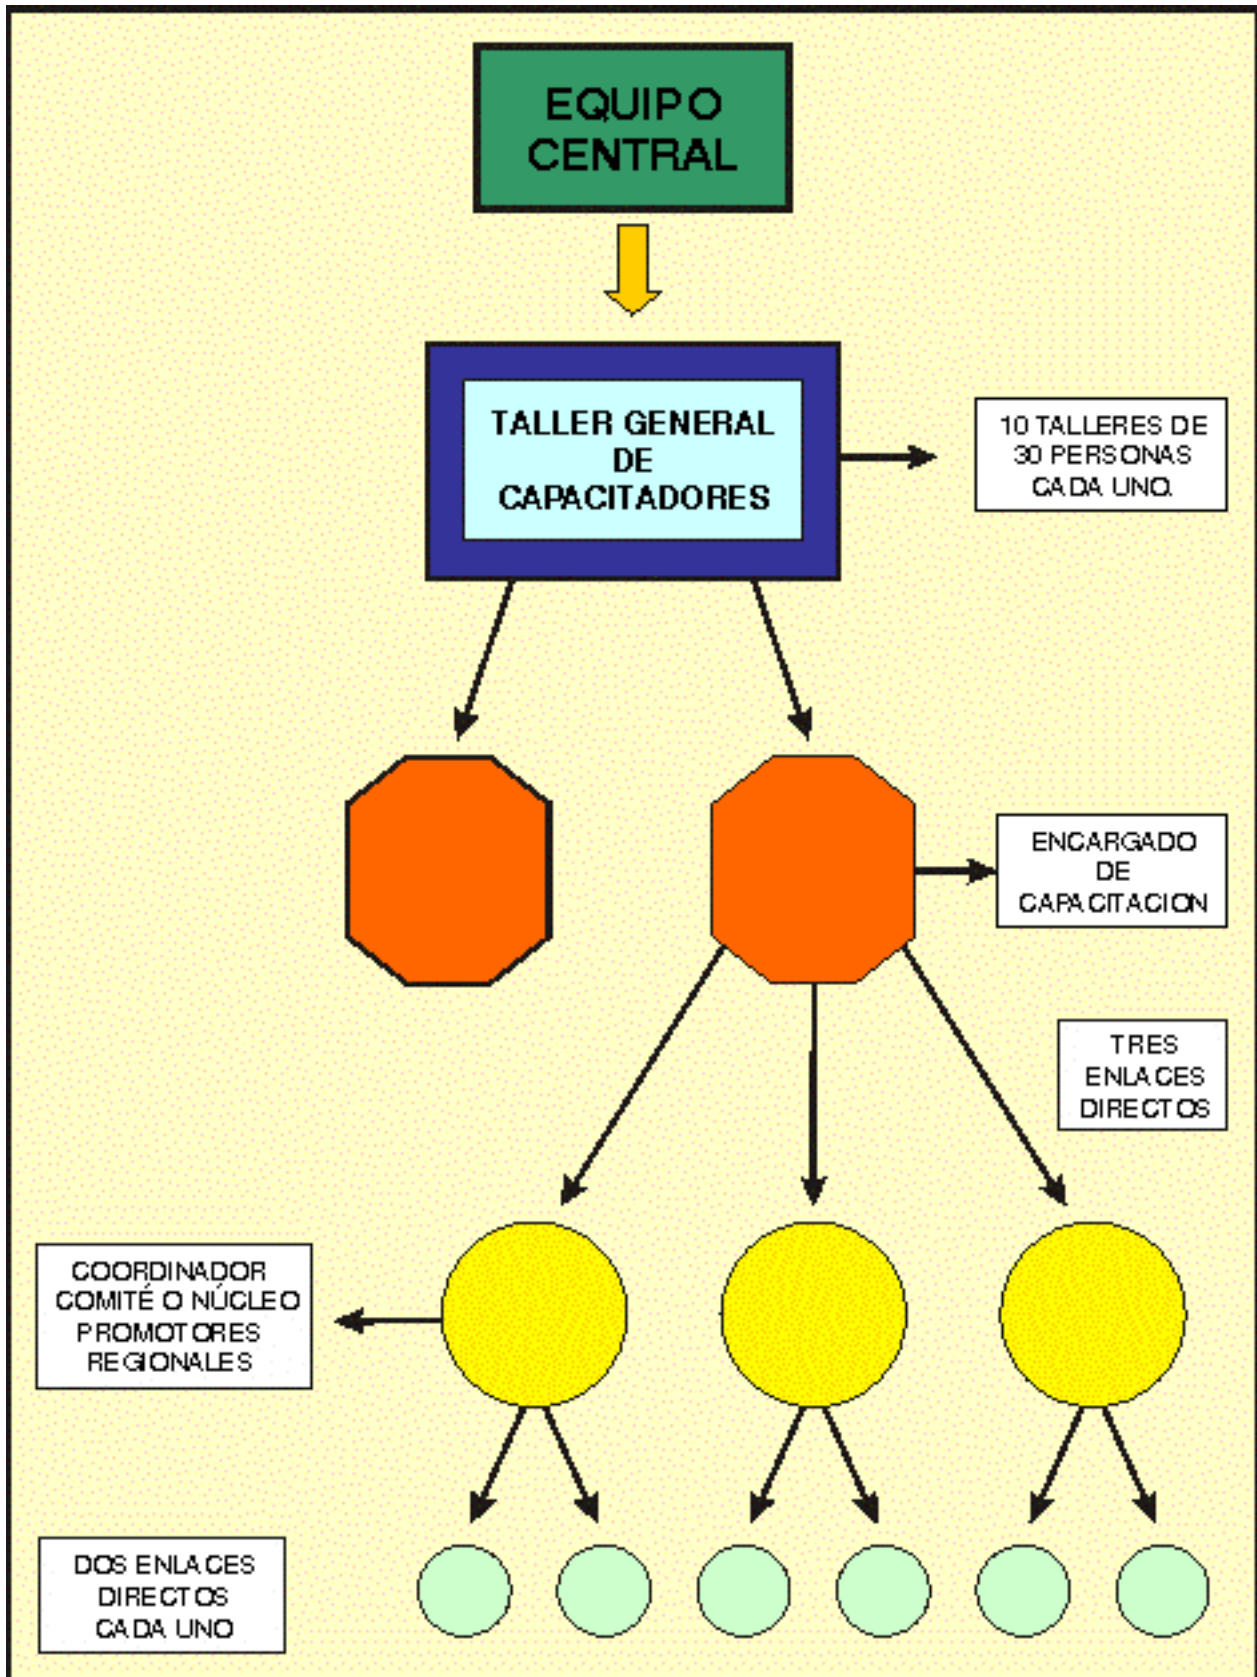 EQUIPO
CENTRAL
TALLER GENERAL
DE
CAPACITADORES
10 TALLERES DE
30 PERSONAS
CADA UNO.
ENCARGADO
DE
CAPACITACION
TRES
ENLACES
DIRECTOS
COORDINADOR
COMITÉ O NÚCLEO
PROMOTORES
REGIONALES
DOS ENLACES
DIRECTOS
CADA UNO